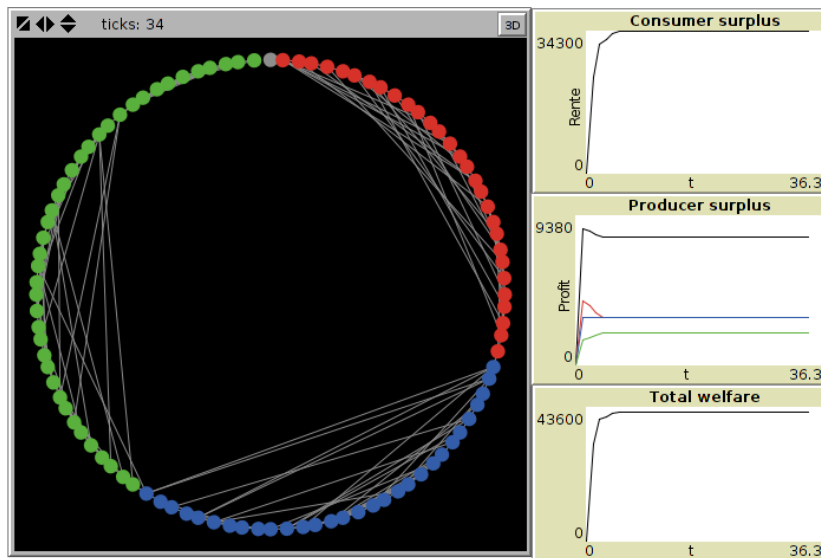 ticks: 34
3D
Consumer surplus
34300
Rente
0
0
t
36.3
Producer surplus
9380
Profit
0
0
t
36.3
Total welfare
43600
0
0
t
36.3